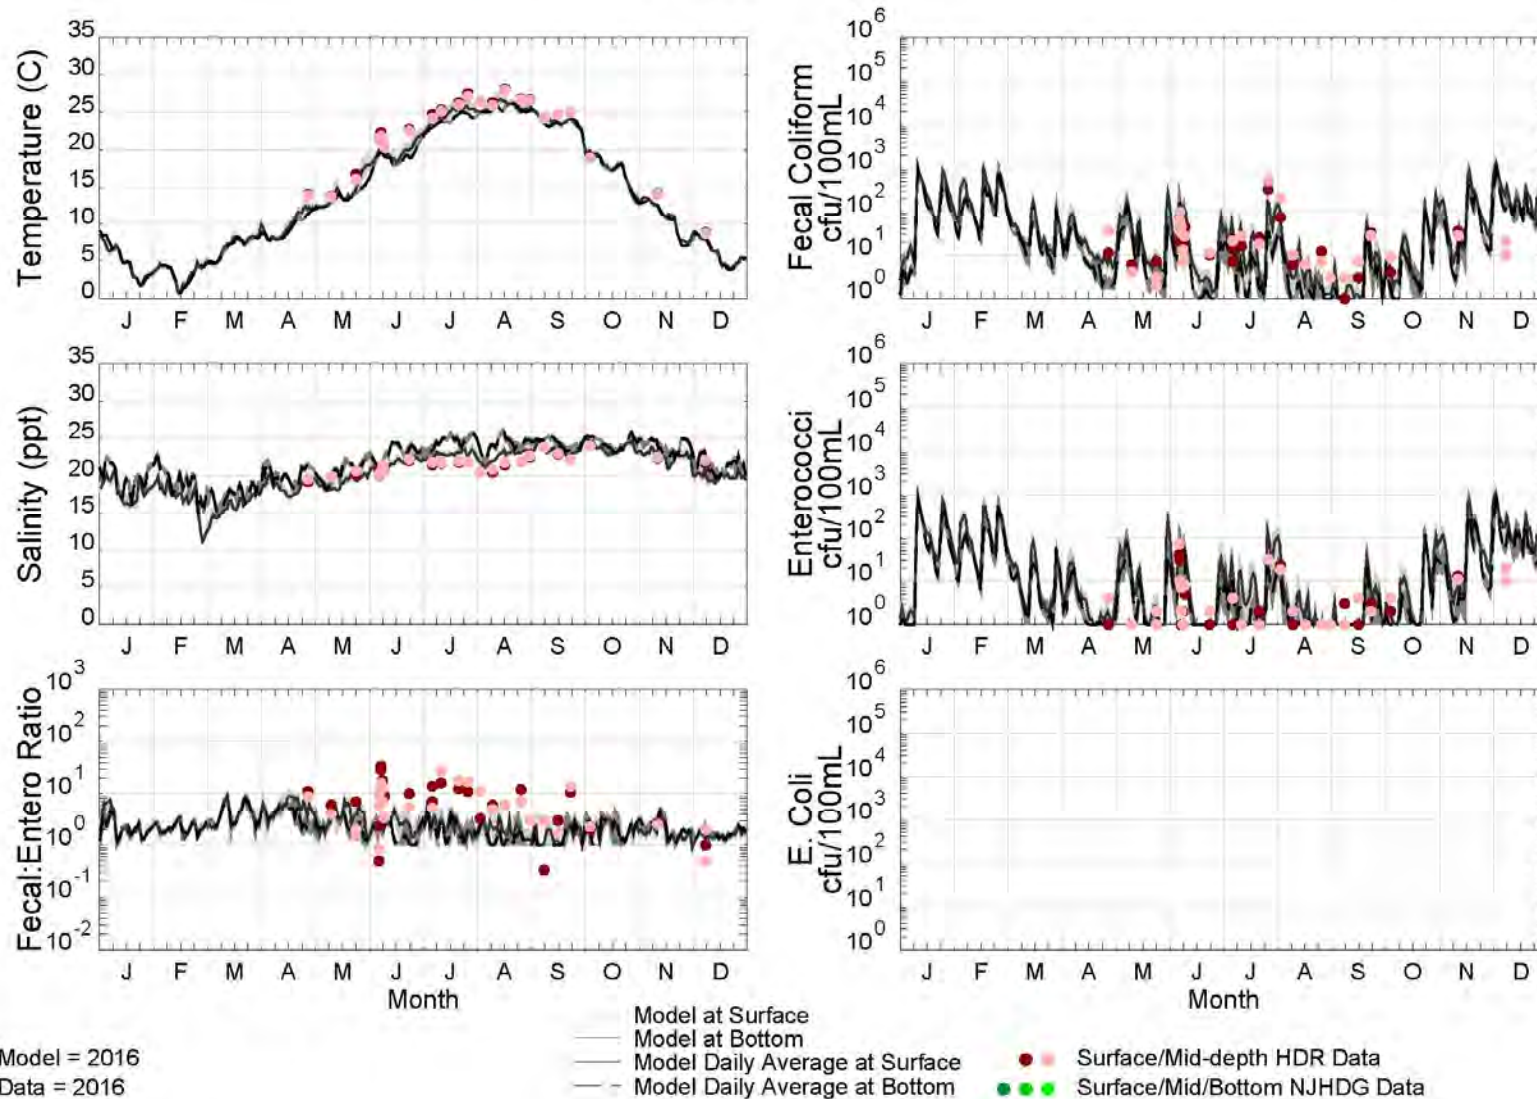 Temperature (C)
35
30
25
20
15
10
5
0
J F M A M J J A S O N D
Fecal Coliform
cfu/100mL
10^6
10^5
10^4
10^3
10^2
10^1
10^0
J F M A M J J A S O N D
Salinity (ppt)
35
30
25
20
15
10
5
0
J F M A M J J A S O N D
Enterococci
cfu/100mL
10^6
10^5
10^4
10^3
10^2
10^1
10^0
J F M A M J J A S O N D
Fecal:Entero Ratio
10^3
10^2
10^1
10^0
10^-1
10^-2
J F M A M J J A S O N D
Month
E. Coli
cfu/100mL
10^6
10^5
10^4
10^3
10^2
10^1
10^0
J F M A M J J A S O N D
Month
Model = 2016
Data = 2016
Model at Surface
Model at Bottom
Model Daily Average at Surface
Model Daily Average at Bottom
Surface/Mid-depth HDR Data
Surface/Mid/Bottom NJHDG Data